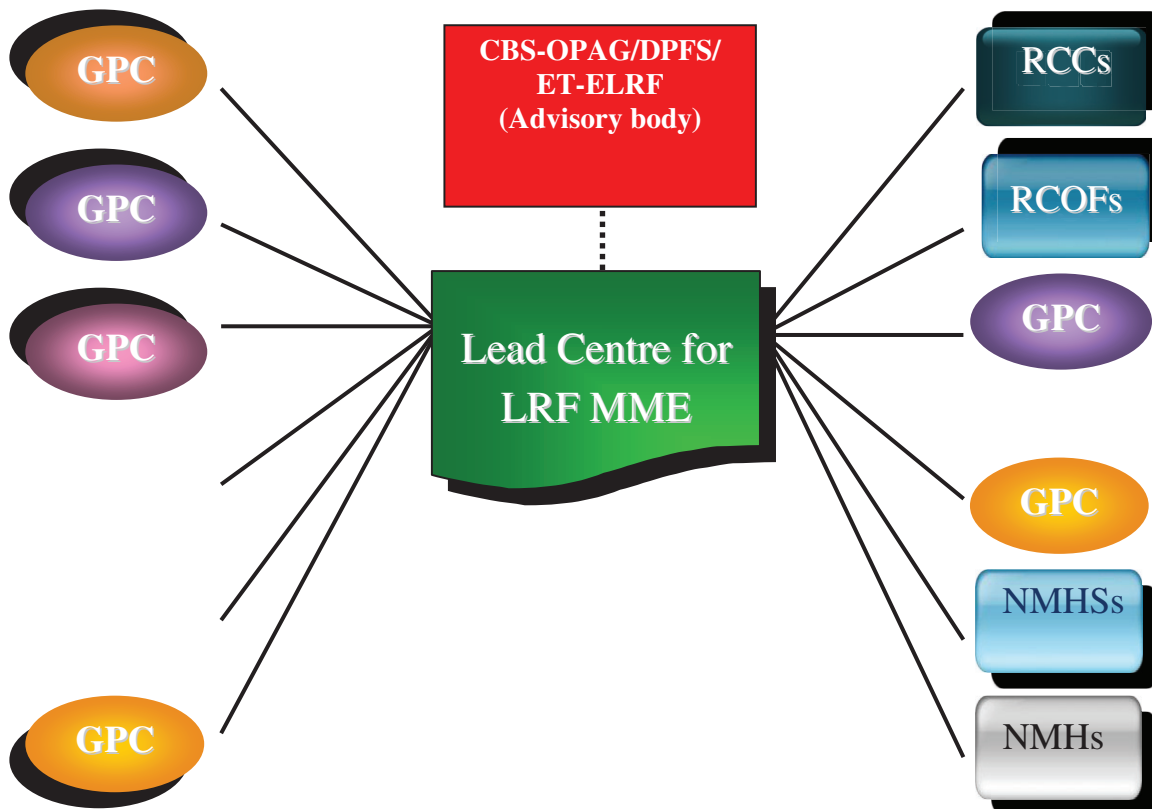 GPC
GPC
GPC
GPC
CBS-OPAG/DPFS/
ET-ELRF
(Advisory body)
Lead Centre for
LRF MME
RCCs
RCOFs
GPC
GPC
NMHSs
NMHs